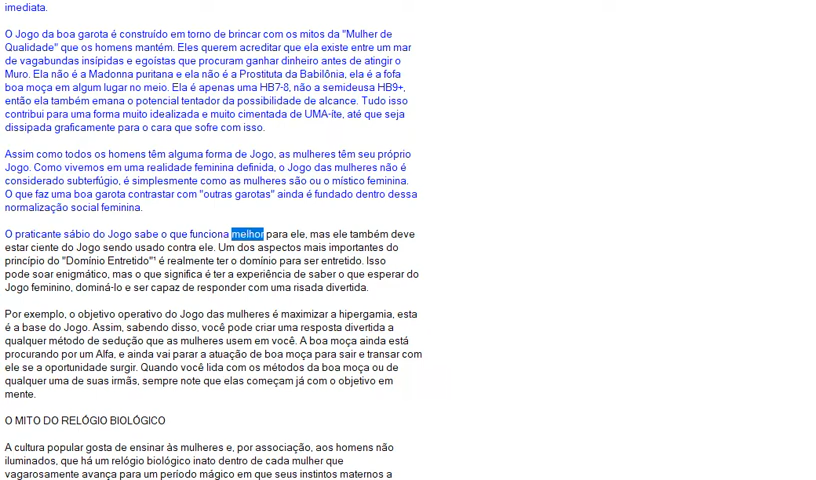 imediata.
O Jogo da boa garota é construído em torno de brincar com os mitos da "Mulher de
Qualidade" que os homens mantém. Eles querem acreditar que ela existe entre um mar
de vagabundas insípidas e egoístas que procuram ganhar dinheiro antes de atingir o
Muro. Ela não é a Madonna puritana e ela não é a Prostituta da Babilônia, ela é a fofa
boa moça em algum lugar no meio. Ela é apenas uma HB7-8, não a semideusa HB9+,
então ela também emana o potencial tentador da possibilidade de alcance. Tudo isso
contribui para uma forma muito idealizada e muito cimentada de UMA-íte, até que seja
dissipada graficamente para o cara que sofre com isso.
Assim como todos os homens têm alguma forma de Jogo, as mulheres têm seu próprio
Jogo. Como vivemos em uma realidade feminina definida, o Jogo das mulheres não é
considerado subterfúgio, é simplesmente como as mulheres são ou o místico feminino.
O que faz uma boa garota contrastar com "outras garotas" ainda é fundado dentro dessa
normalização social feminina.
O praticante sábio do Jogo sabe o que funciona melhor para ele, mas ele também deve
estar ciente do Jogo sendo usado contra ele. Um dos aspectos mais importantes do
princípio do "Domínio Entretido"¹ é realmente ter o domínio para ser entretido. Isso
pode soar enigmático, mas o que significa é ter a experiência de saber o que esperar do
Jogo feminino, dominá-lo e ser capaz de responder com uma risada divertida.
Por exemplo, o objetivo operativo do Jogo das mulheres é maximizar a hipergamia, esta
é a base do Jogo. Assim, sabendo disso, você pode criar uma resposta divertida a
qualquer método de sedução que as mulheres usem em você. A boa moça ainda está
procurando por um Alfa, e ainda vai parar a atuação de boa moça para sair e transar com
ele se a oportunidade surgir. Quando você lida com os métodos da boa moça ou de
qualquer uma de suas irmãs, sempre note que elas começam já com o objetivo em
mente.
O MITO DO RELÓGIO BIOLÓGICO
A cultura popular gosta de ensinar às mulheres e, por associação, aos homens não
iluminados, que há um relógio biológico inato dentro de cada mulher que
vagarosamente avança para um período mágico em que seus instintos maternos a